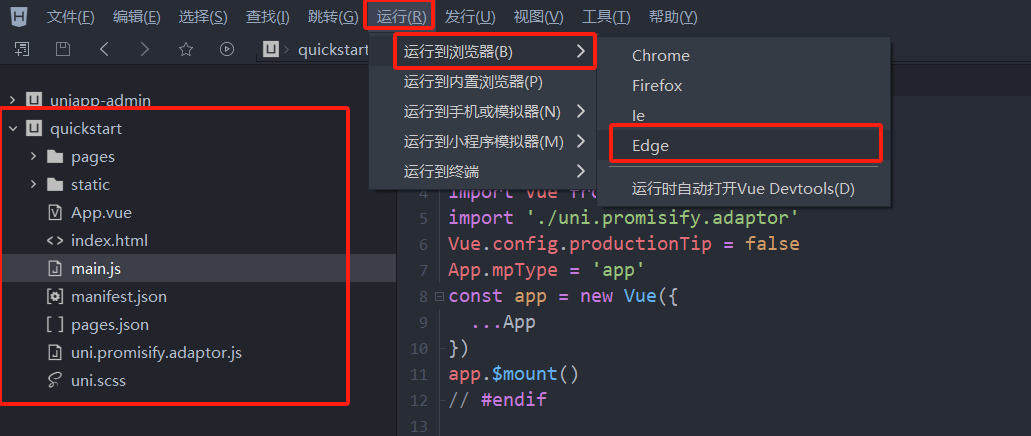 文件(F) 编辑(E) 选择(S) 查找(I) 跳转(G) 运行(R) 发行(U) 视图(V) 工具(T) 帮助(Y)
U quickstart
运行到浏览器(B)
运行到内置浏览器(P)
运行到手机或模拟器(N)
运行到小程序模拟器(M)
运行到终端
Chrome
Firefox
Ie
Edge
运行时自动打开Vue Devtools(D)
U uniapp-admin
U quickstart
pages
static
App.vue
index.html
main.js
manifest.json
pages.json
uni.promisify.adaptor.js
uni.scss
4 import Vue fro
5 import './uni.promisify.adaptor'
6 Vue.config.productionTip = false
7 App.mpType = 'app'
8 const app = new Vue({
9 ...App
10 })
11 app.$mount()
12 // #endif
13